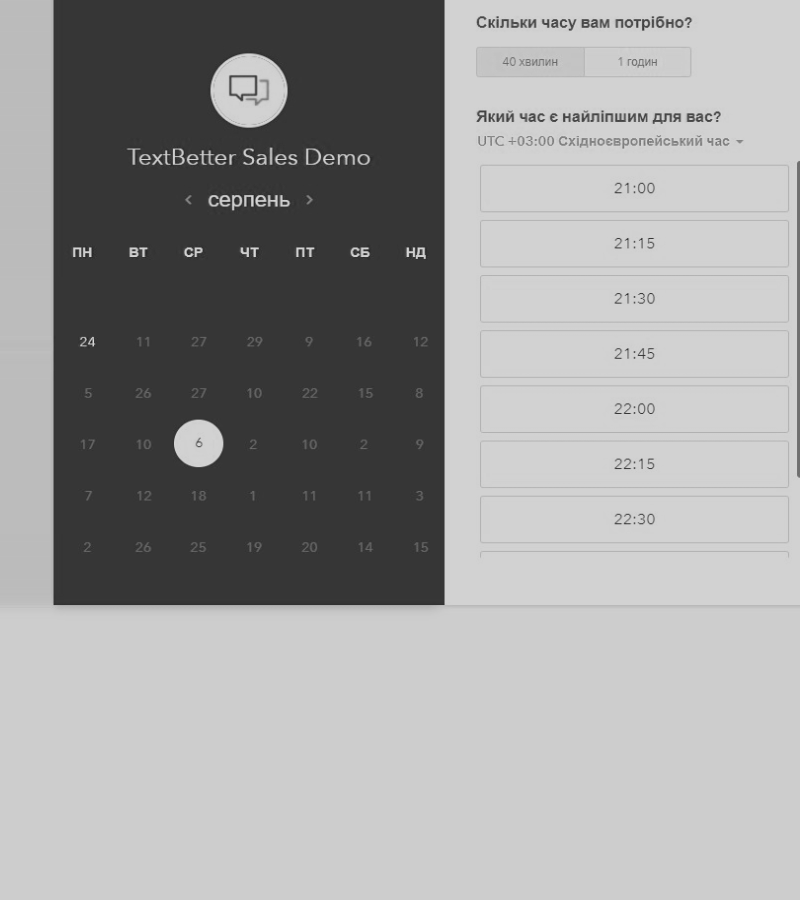 TextBetter Sales Demo
серпень
ПН ВТ СР ЧТ ПТ СБ НД
24 11 27 29 9 16 12
5 26 27 10 22 15 8
17 10 6 2 10 2 9
7 12 18 1 11 11 3
2 26 25 19 20 14 15
Скільки часу вам потрібно?
40 хвилин 1 годин
Який час є найліпшим для вас?
UTC +03:00 Східноєвропейський час
21:00
21:15
21:30
21:45
22:00
22:15
22:30